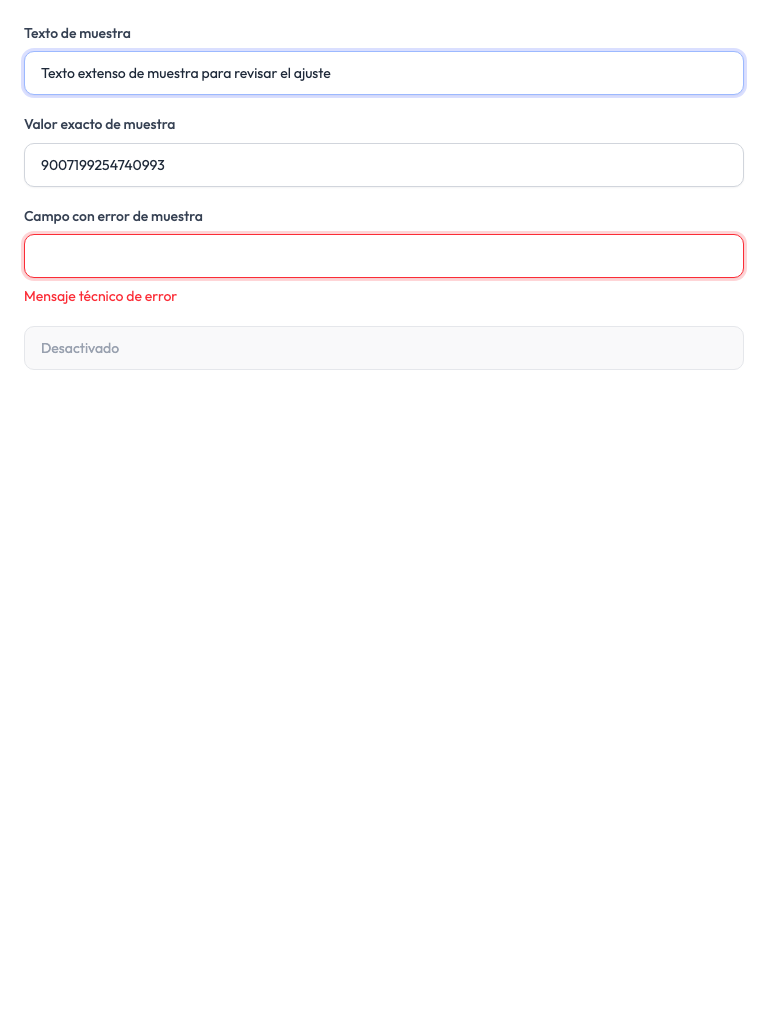 Texto de muestra
Texto extenso de muestra para revisar el ajuste
Valor exacto de muestra
9007199254740993
Campo con error de muestra
Mensaje técnico de error
Desactivado